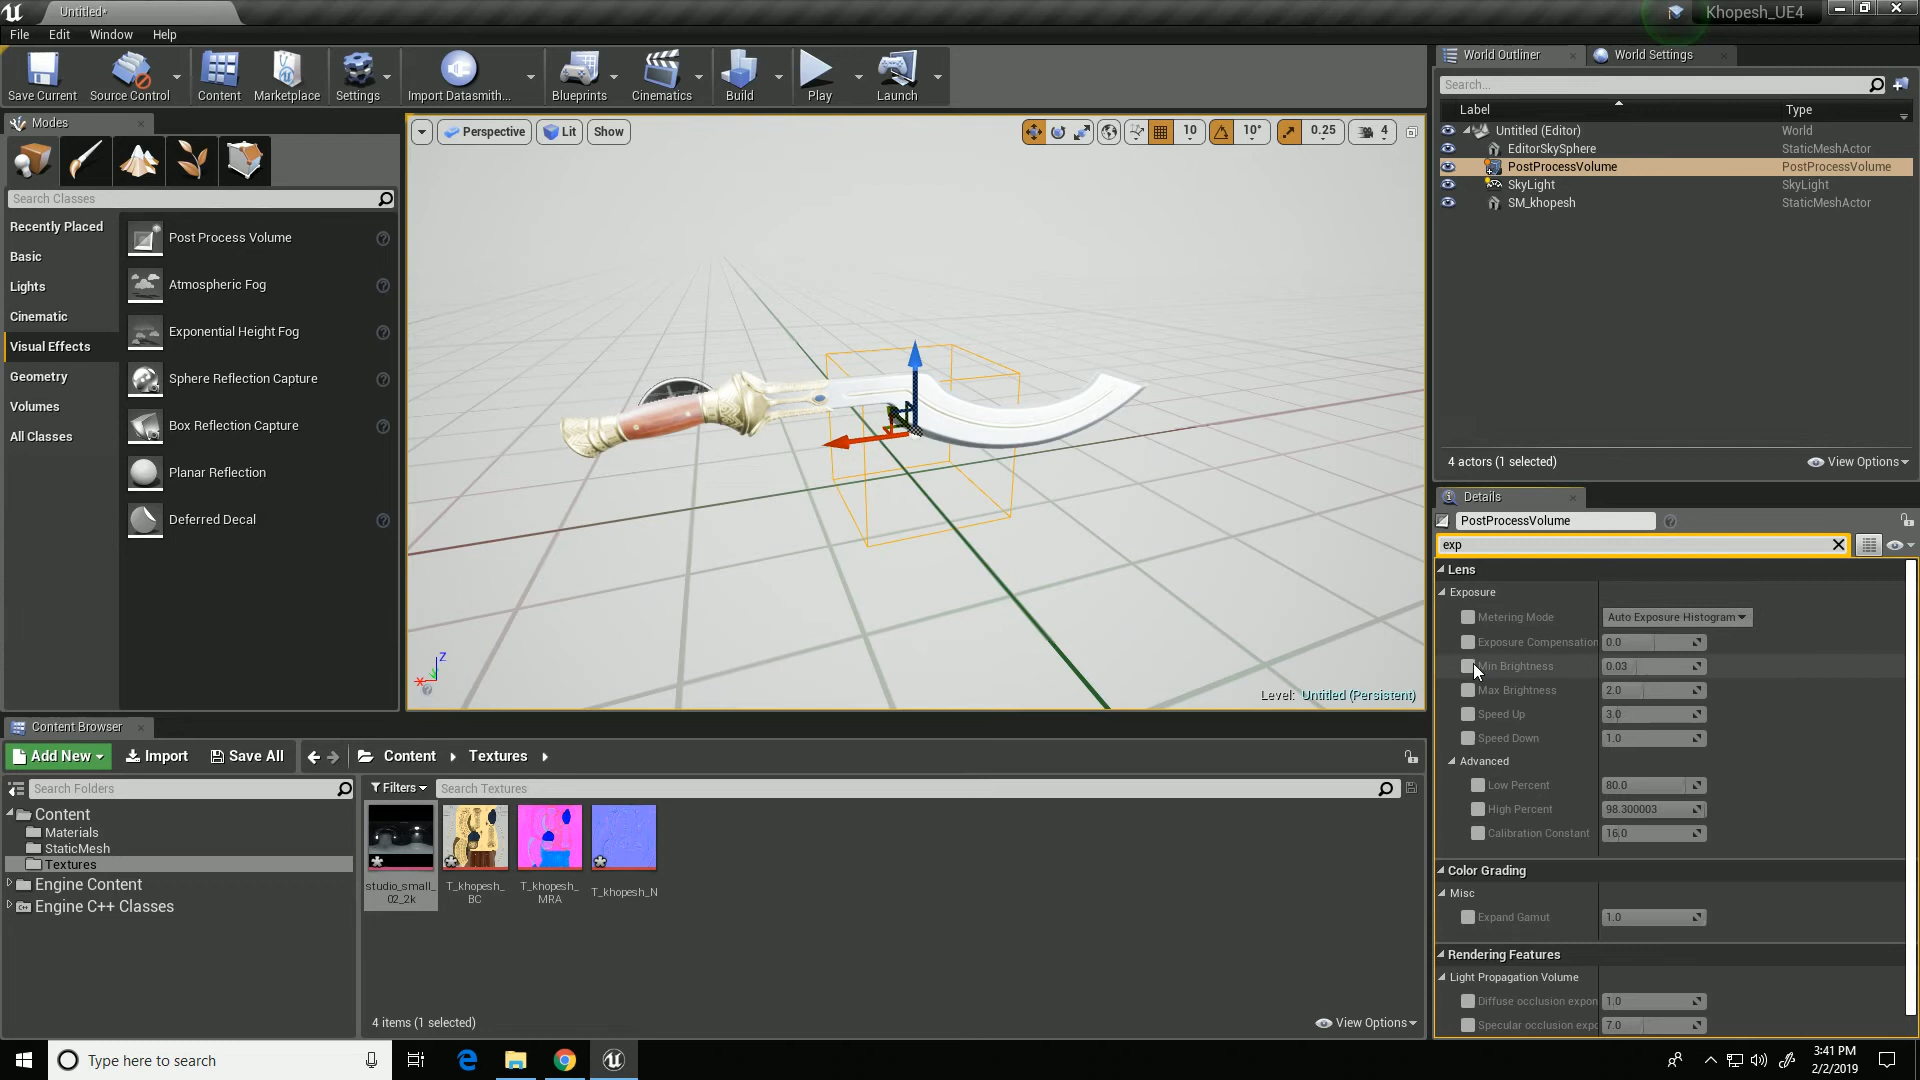 Untitled*
Khopesh_UE4
File Edit Window Help
Save Current
Source Control
Content
Marketplace
Settings
Import Datasmith...
Blueprints
Cinematics
Build
Play
Launch
World Outliner
World Settings
Search...
Label Type
Untitled (Editor) World
EditorSkySphere StaticMeshActor
PostProcessVolume PostProcessVolume
SkyLight SkyLight
SM_khopesh StaticMeshActor
4 actors (1 selected)
View Options
Modes
Search Classes
Recently Placed
Basic
Lights
Cinematic
Visual Effects
Geometry
Volumes
All Classes
Post Process Volume
Atmospheric Fog
Exponential Height Fog
Sphere Reflection Capture
Box Reflection Capture
Planar Reflection
Deferred Decal
Perspective
Lit
Show
10
10°
0.25
4
Z
X
Level: Untitled (Persistent)
Details
PostProcessVolume
exp
Lens
Exposure
Metering Mode Auto Exposure Histogram
Exposure Compensation 0.0
Min Brightness 0.03
Max Brightness 2.0
Speed Up 3.0
Speed Down 1.0
Advanced
Low Percent 80.0
High Percent 98.300003
Calibration Constant 16.0
Color Grading
Misc
Expand Gamut 1.0
Rendering Features
Light Propagation Volume
Diffuse occlusion expon 1.0
Specular occlusion expo 7.0
Content Browser
Add New
Import
Save All
Content
Textures
Search Folders
Filters
Search Textures
Content
Materials
StaticMesh
Textures
Engine Content
Engine C++ Classes
studio_small_
02_2k
T_khopesh_
BC
T_khopesh_
MRA
T_khopesh_N
4 items (1 selected)
View Options
Type here to search
3:41 PM
2/2/2019